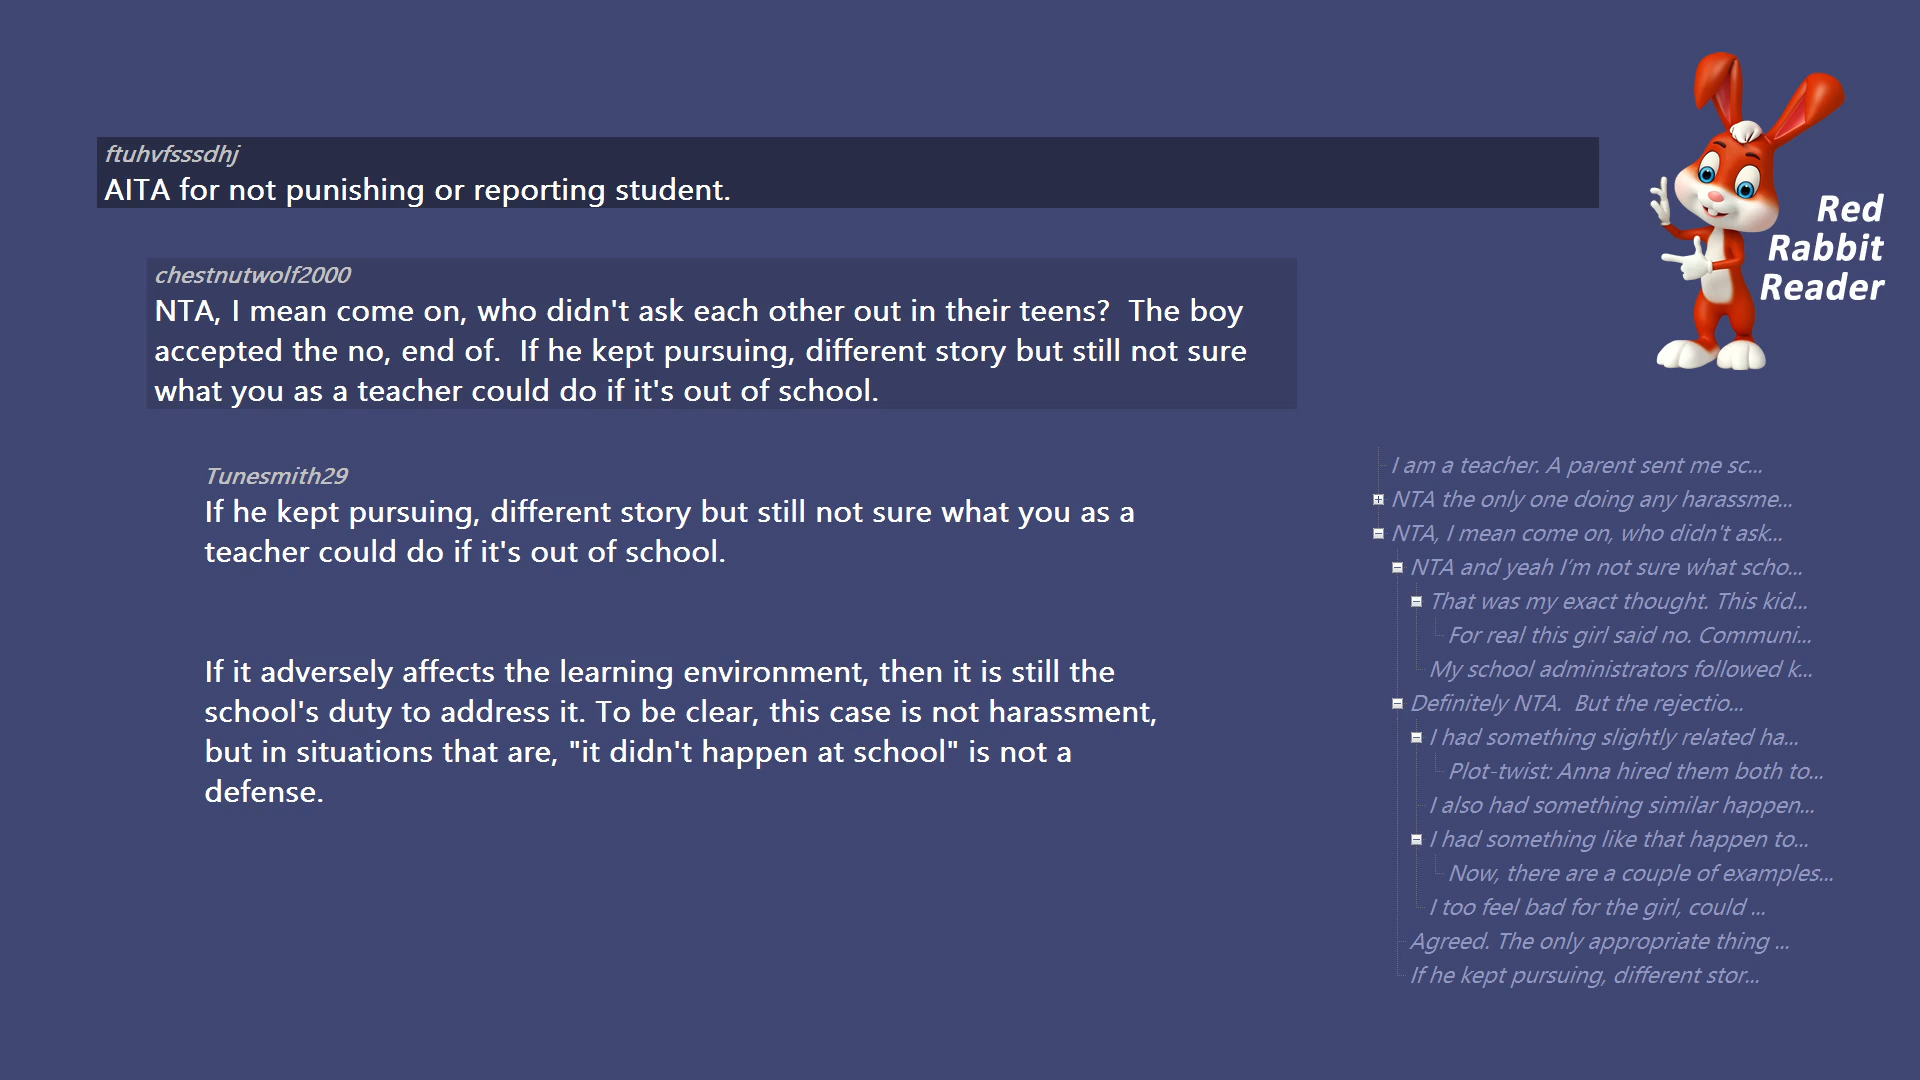 ftuhvfsssdhj
AITA for not punishing or reporting student.
chestnutwolf2000
NTA, I mean come on, who didn't ask each other out in their teens?  The boy
accepted the no, end of.  If he kept pursuing, different story but still not sure
what you as a teacher could do if it's out of school.
Tunesmith29
If he kept pursuing, different story but still not sure what you as a
teacher could do if it's out of school.
If it adversely affects the learning environment, then it is still the
school's duty to address it. To be clear, this case is not harassment,
but in situations that are, "it didn't happen at school" is not a
defense.
Red
Rabbit
Reader
I am a teacher. A parent sent me sc...
NTA the only one doing any harassme...
NTA, I mean come on, who didn't ask...
NTA and yeah I’m not sure what scho...
That was my exact thought. This kid...
For real this girl said no. Communi...
My school administrators followed k...
Definitely NTA.  But the rejectio...
I had something slightly related ha...
Plot-twist: Anna hired them both to...
I also had something similar happen...
I had something like that happen to...
Now, there are a couple of examples...
I too feel bad for the girl, could ...
Agreed. The only appropriate thing ...
If he kept pursuing, different stor...